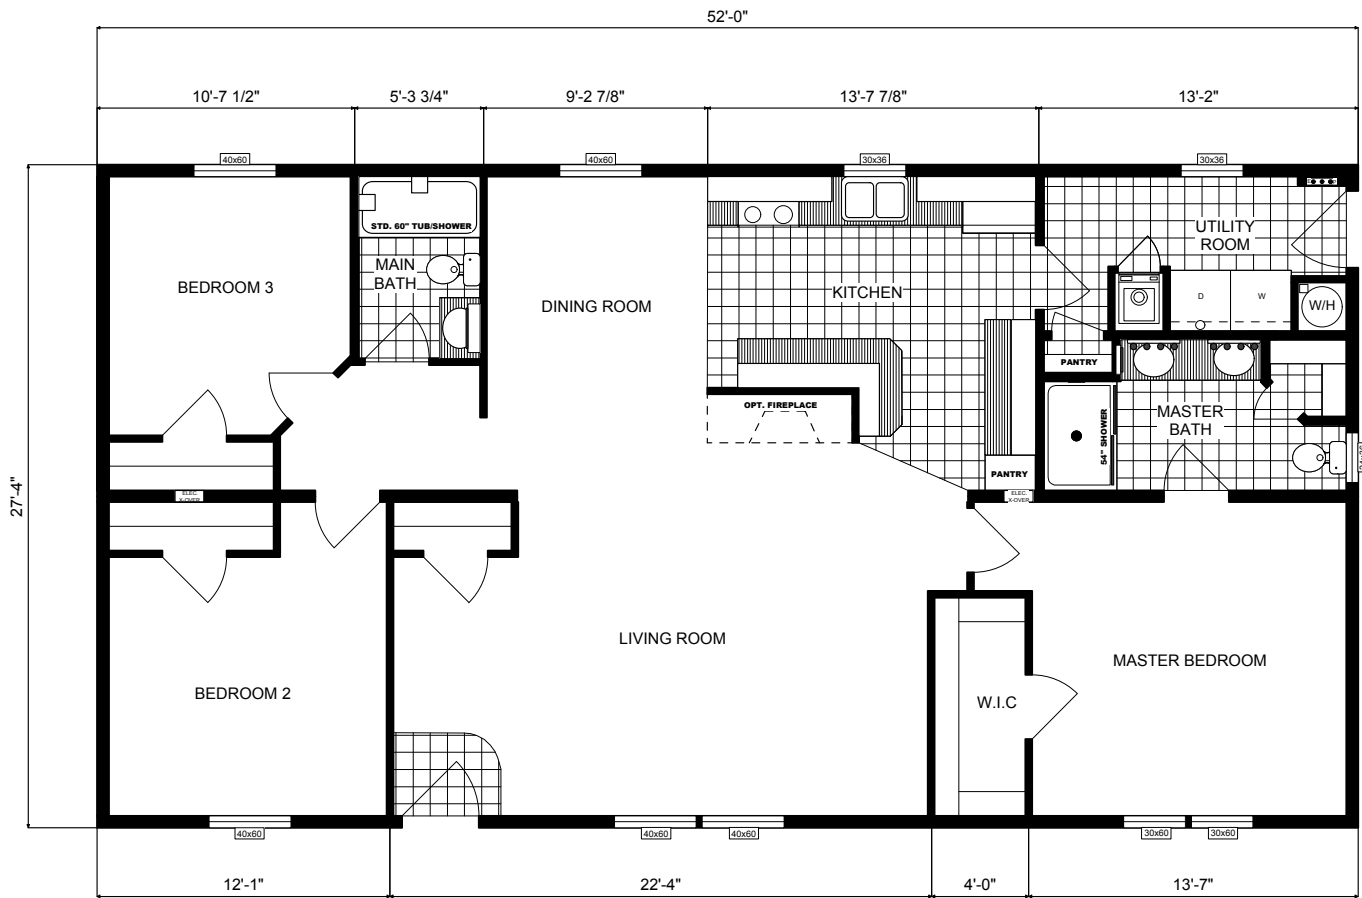 52'-0"
10'-7 1/2"
5'-3 3/4"
9'-2 7/8"
13'-7 7/8"
13'-2"
40x60
40x60
30x36
30x36
STD. 60" TUB/SHOWER
UTILITY
ROOM
MAIN
BATH
BEDROOM 3
DINING ROOM
KITCHEN
D
W
W/H
PANTRY
OPT. FIREPLACE
MASTER
BATH
54" SHOWER
PANTRY
27'-4"
ELEC.
X-OVER
ELEC.
X-OVER
LIVING ROOM
MASTER BEDROOM
BEDROOM 2
W.I.C
40x60
40x60
40x60
30x60
30x60
12'-1"
22'-4"
4'-0"
13'-7"